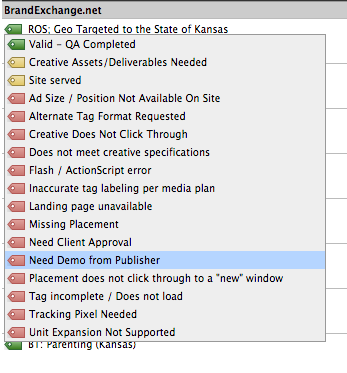 BrandExchange.net
ROS; Geo Targeted to the State of Kansas
Valid - QA Completed
Creative Assets/Deliverables Needed
Site served
Ad Size / Position Not Available On Site
Alternate Tag Format Requested
Creative Does Not Click Through
Does not meet creative specifications
Flash / ActionScript error
Inaccurate tag labeling per media plan
Landing page unavailable
Missing Placement
Need Client Approval
Need Demo from Publisher
Placement does not click through to a "new" window
Tag incomplete / Does not load
Tracking Pixel Needed
Unit Expansion Not Supported
BT: Parenting (Kansas)